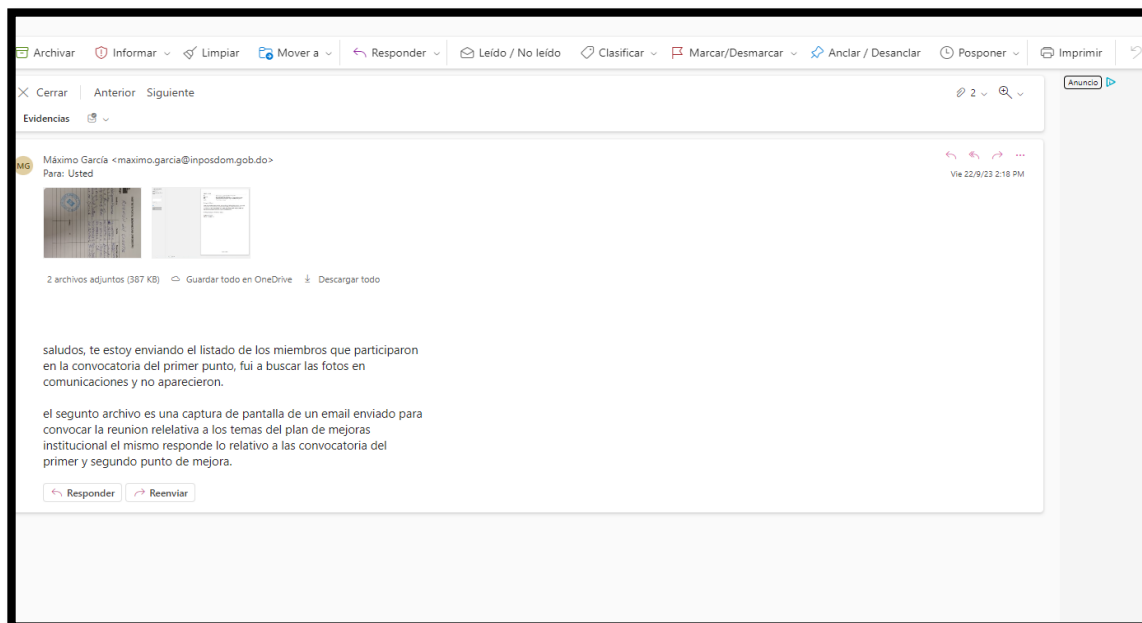 Archivar Informar Limpiar Mover a Responder Leído / No leído Clasificar Marcar/Desmarcar Anclar / Desanclar Posponer Imprimir
Cerrar Anterior Siguiente 2
Anuncio
Evidencias
MG
Máximo García <maximo.garcia@inposdom.gob.do>
Para: Usted
Vie 22/9/23 2:18 PM
2 archivos adjuntos (387 KB) Guardar todo en OneDrive Descargar todo
saludos, te estoy enviando el listado de los miembros que participaron
en la convocatoria del primer punto, fui a buscar las fotos en
comunicaciones y no aparecieron.
el segunto archivo es una captura de pantalla de un email enviado para
convocar la reunion relelativa a los temas del plan de mejoras
institucional el mismo responde lo relativo a las convocatoria del
primer y segundo punto de mejora.
Responder Reenviar